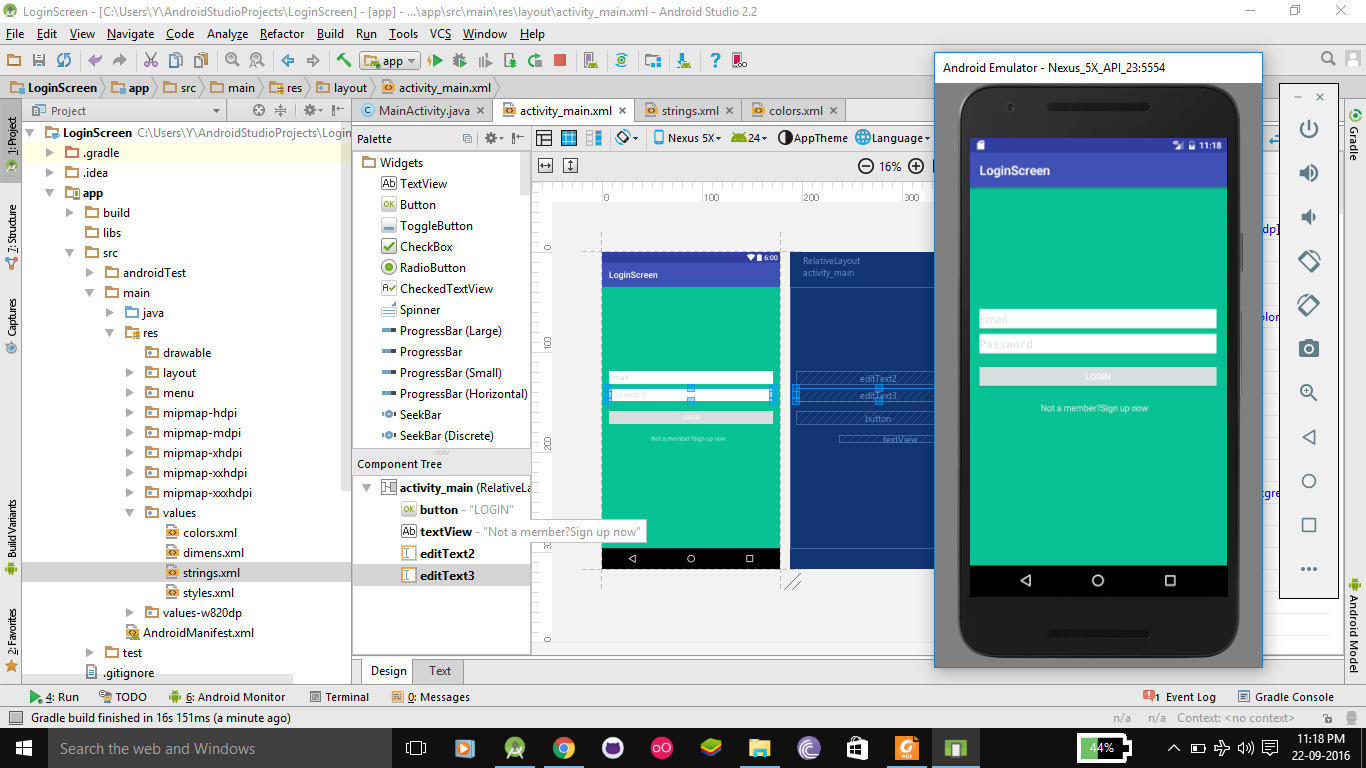 LoginScreen - [C:\Users\Y\AndroidStudioProjects\LoginScreen] - [app] - ...\app\src\main\res\layout\activity_main.xml - Android Studio 2.2
File Edit View Navigate Code Analyze Refactor Build Run Tools VCS Window Help
app
LoginScreen app src main res layout activity_main.xml
1: Project
7: Structure
Captures
Build Variants
2: Favorites
Project
LoginScreen C:\Users\Y\AndroidStudioProjects\Login
.gradle
.idea
app
build
libs
src
androidTest
main
java
res
drawable
layout
menu
mipmap-hdpi
mipmap-mdpi
mipmap-xhdpi
mipmap-xxhdpi
mipmap-xxxhdpi
values
colors.xml
dimens.xml
strings.xml
styles.xml
values-w820dp
AndroidManifest.xml
test
.gitignore
MainActivity.java activity_main.xml strings.xml colors.xml
Palette
Widgets
TextView
Button
ToggleButton
CheckBox
RadioButton
CheckedTextView
Spinner
ProgressBar (Large)
ProgressBar
ProgressBar (Small)
ProgressBar (Horizontal)
SeekBar
SeekBar (Discrete)
Component Tree
activity_main (RelativeLa
button - "LOGIN"
textView - "Not a member?Sign up now"
editText2
editText3
Nexus 5X 24 AppTheme Language
16%
0 100 300
0
100
200
0
6:00
LoginScreen
Email
Password
LOGIN
Not a member?Sign up now
RelativeLayout
activity_main
editText2
editText3
button
textView
Design Text
Android Emulator - Nexus_5X_API_23:5554
11:18
LoginScreen
Email
Password
LOGIN
Not a member?Sign up now
dp]
olor
tgre
Gradle
Android Model
4: Run TODO 6: Android Monitor Terminal 0: Messages 1 Event Log Gradle Console
Gradle build finished in 16s 151ms (a minute ago) n/a n/a Context: <no context>
Search the web and Windows
44%
11:18 PM
22-09-2016